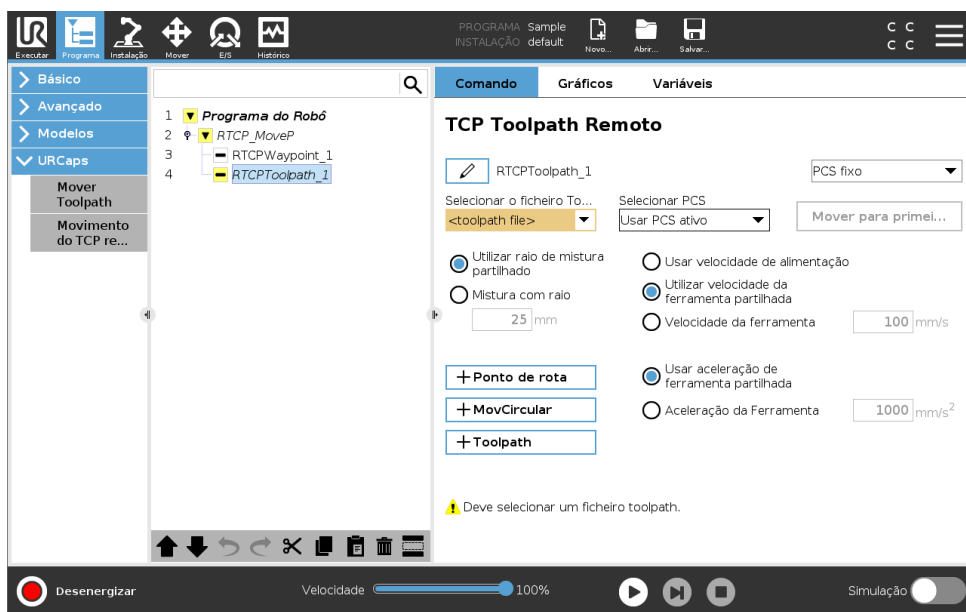 UR
PROGRAMA Sample
INSTALAÇÃO default
Executar Programa Instalação Mover E/S Histórico Novo... Abrir... Salvar...
C C
C C
Básico
Avançado
Modelos
URCaps
Mover
Toolpath
Movimento
do TCP re...
1 Programa do Robô
2 RTCP_MoveP
3 RTCPWaypoint_1
4 RTCPToolpath_1
Comando Gráficos Variáveis
TCP Toolpath Remoto
RTCPToolpath_1 PCS fixo
Selecionar o ficheiro To... Selecionar PCS
<toolpath file> Usar PCS ativo Mover para primei...
Utilizar raio de mistura
partilhado
Mistura com raio
25 mm
Usar velocidade de alimentação
Utilizar velocidade da
ferramenta partilhada
Velocidade da ferramenta 100 mm/s
Ponto de rota
MovCircular
Toolpath
Usar aceleração de
ferramenta partilhada
Aceleração da Ferramenta 1000 mm/s²
Deve selecionar um ficheiro toolpath.
Desenergizar Velocidade 100% Simulação